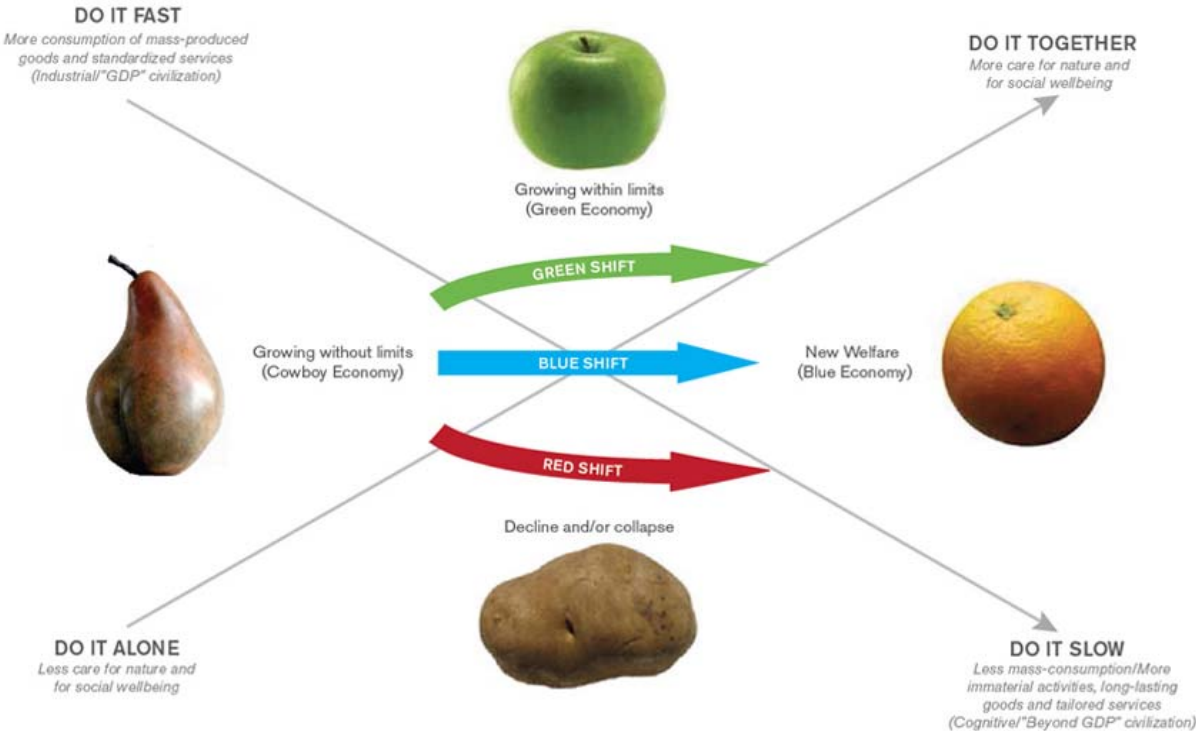 DO IT FAST
More consumption of mass-produced
goods and standardized services
(Industrial/"GDP" civilization)
DO IT TOGETHER
More care for nature and
for social wellbeing
Growing within limits
(Green Economy)
GREEN SHIFT
Growing without limits
(Cowboy Economy)
BLUE SHIFT
New Welfare
(Blue Economy)
RED SHIFT
Decline and/or collapse
DO IT ALONE
Less care for nature and
for social wellbeing
DO IT SLOW
Less mass-consumption/More
immaterial activities, long-lasting
goods and tailored services
(Cognitive/"Beyond GDP" civilization)